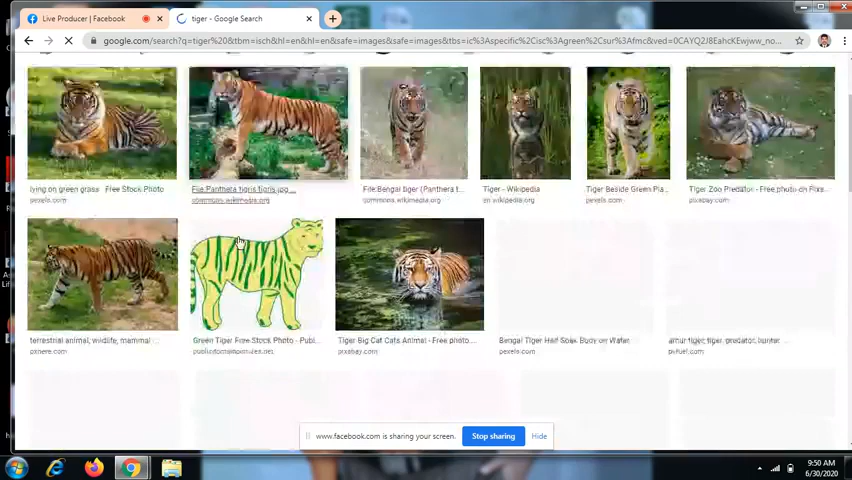 Live Producer | Facebook
tiger - Google Search
google.com/search?q=tiger%20&tbm=isch&hl=en&hl=en&safe=images&safe=images&tbs=ic%3Aspecific%2Cisc%3Agreen%2Csur%3Afmc&ved=0CAYQ2J8EahcKEwjww_no...
lying on green grass · Free Stock Photo
pexels.com
File:Panthera tigris tigris.jpg ...
commons.wikimedia.org
File:Bengal tiger (Panthera t...
commons.wikimedia.org
Tiger - Wikipedia
en.wikipedia.org
Tiger Beside Green Pla...
pexels.com
Tiger Zoo Predator - Free photo on Pixa...
pixabay.com
terrestrial animal, wildlife, mammal ...
pxhere.com
Green Tiger Free Stock Photo - Publ...
publicdomainpictures.net
Tiger Big Cat Cats Animal - Free photo...
pixabay.com
Bengal Tiger Half Soak Body on Water
pexels.com
amur tiger, tiger, predator, hunter ...
pxfuel.com
www.facebook.com is sharing your screen.
Stop sharing
Hide
9:50 AM
6/30/2020